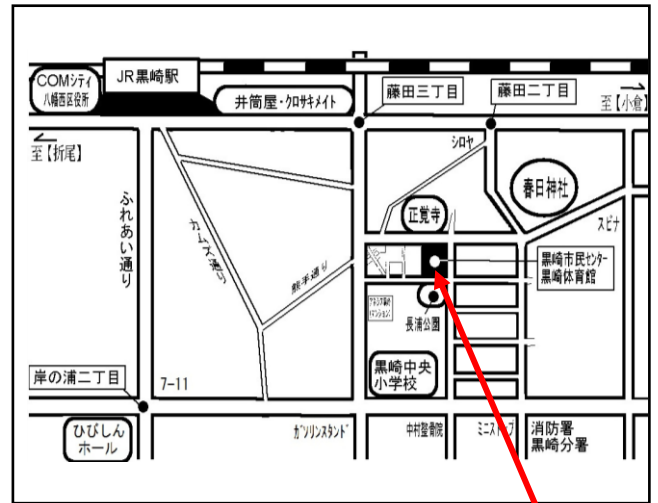 COMシティ
八幡西区役所
JR黒崎駅
井筒屋・クロサキメイト
藤田三丁目
藤田二丁目
至【小倉】
至【折尾】
シロヤ
春日神社
正覚寺
スピナ
ふれあい通り
カムズ通り
熊手通り
黒崎市民センター
黒崎体育館
長浦公園
黒崎中央
小学校
岸の浦二丁目
7-11
ひびしん
ホール
ガソリンスタンド
中村整骨院
ミニストップ
消防署
黒崎分署